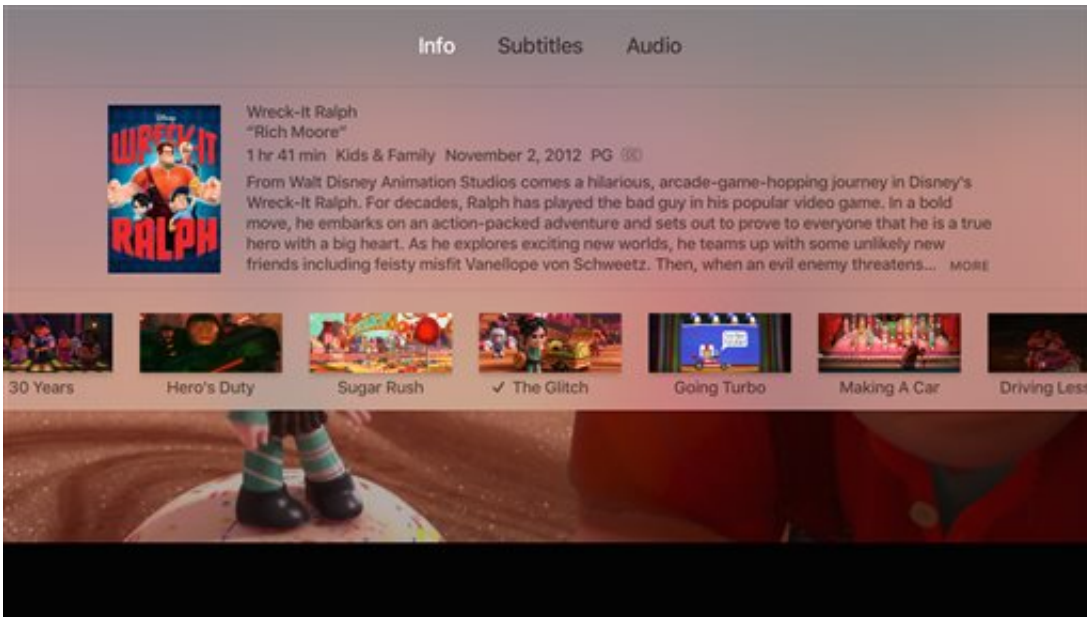 Info Subtitles Audio
Disney
WRECK-IT
RALPH
Wreck-It Ralph
“Rich Moore”
1 hr 41 min Kids & Family November 2, 2012 PG CC
From Walt Disney Animation Studios comes a hilarious, arcade-game-hopping journey in Disney's
Wreck-It Ralph. For decades, Ralph has played the bad guy in his popular video game. In a bold
move, he embarks on an action-packed adventure and sets out to prove to everyone that he is a true
hero with a big heart. As he explores exciting new worlds, he teams up with some unlikely new
friends including feisty misfit Vanellope von Schweetz. Then, when an evil enemy threatens... MORE
30 Years Hero's Duty Sugar Rush ✓ The Glitch Going Turbo Making A Car Driving Less